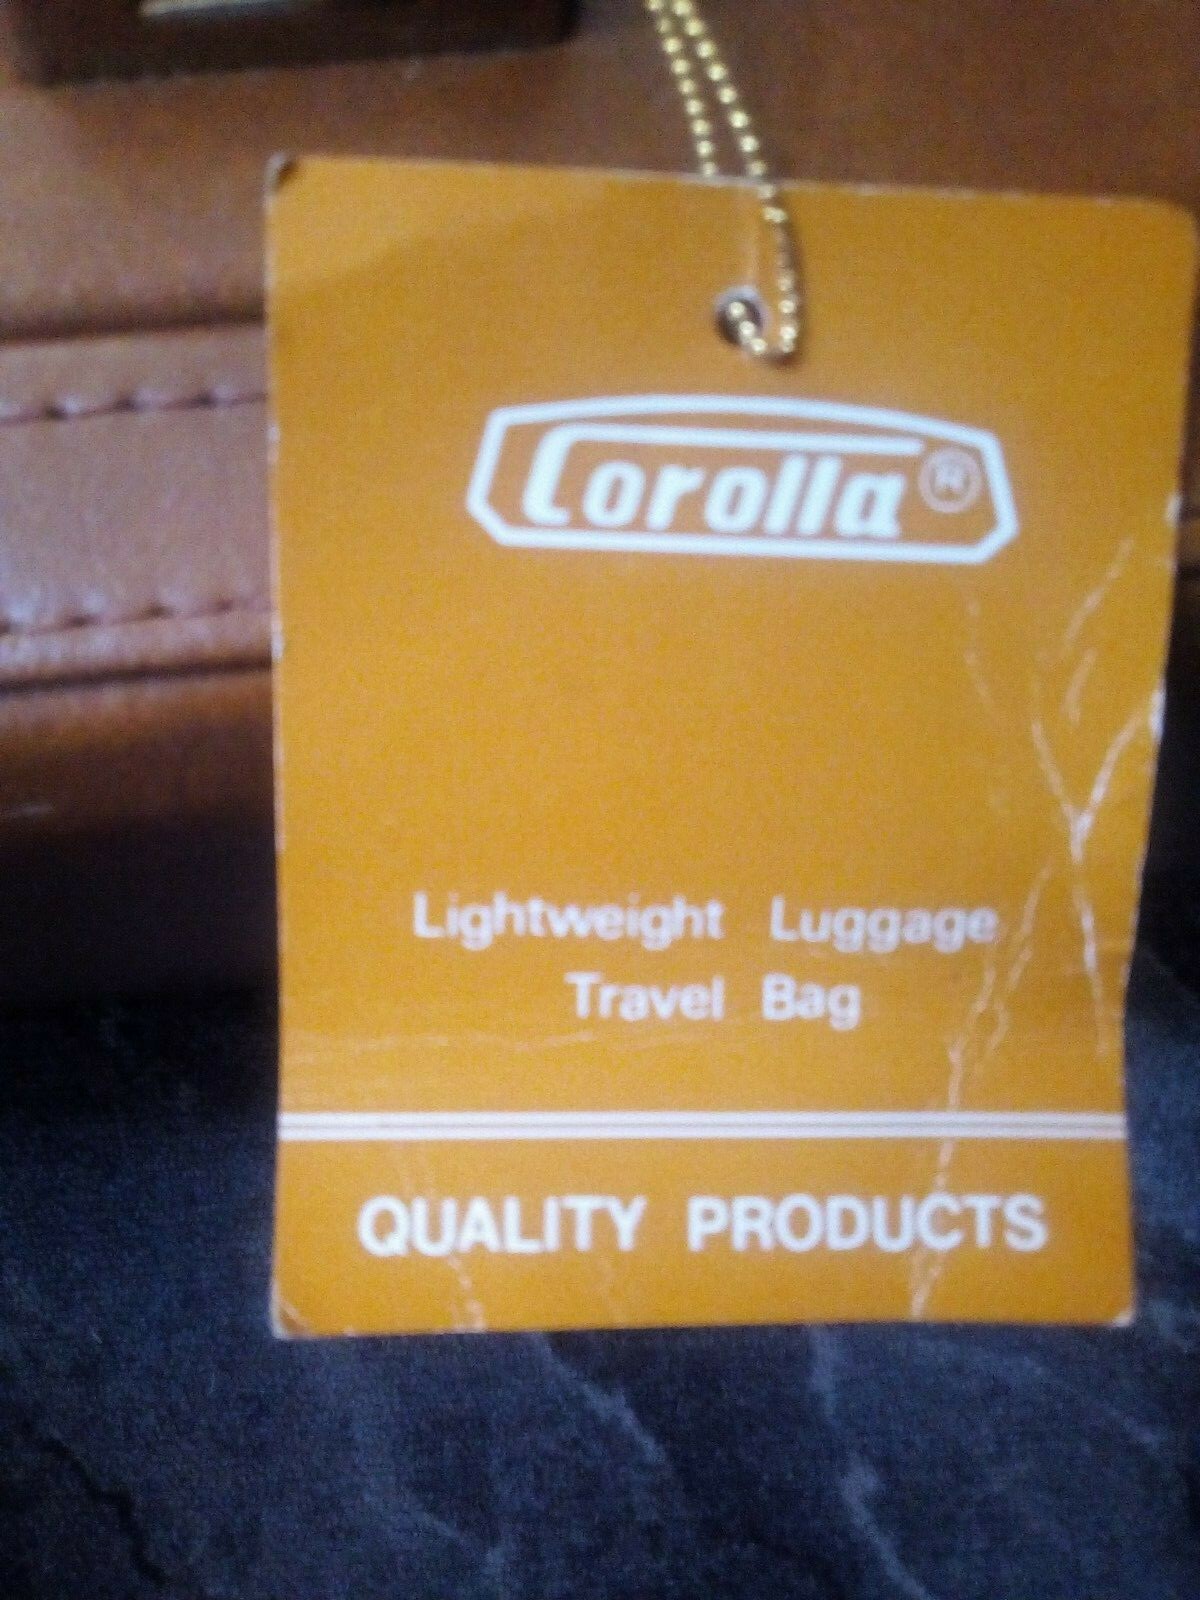 Corolla ®
Lightweight Luggage
Travel Bag
QUALITY PRODUCTS